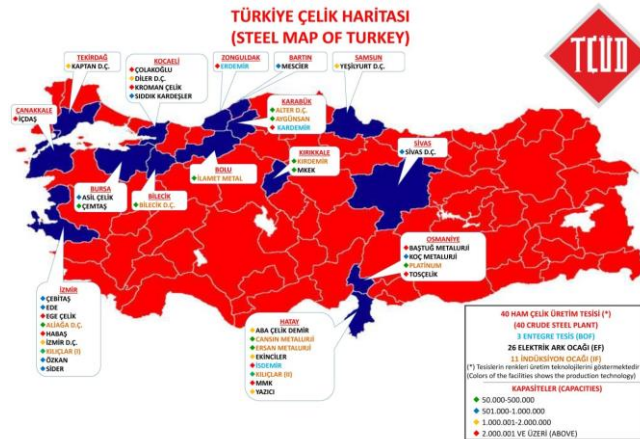 TÜRKİYE ÇELİK HARİTASI
(STEEL MAP OF TURKEY)
TÇÜD
TEKİRDAĞ
KAPTAN D.Ç.
KOCAELİ
ÇOLAKOĞLU
DİLER D.Ç.
KROMAN ÇELİK
SIDDIK KARDEŞLER
ZONGULDAK
ERDEMİR
BARTIN
MESCİER
SAMSUN
YEŞİLYURT D.Ç.
ÇANAKKALE
İÇDAŞ
KARABÜK
ALTER D.Ç.
AYGÜNSAN
KARDEMİR
BOLU
İLAMET METAL
KIRIKKALE
KIRDEMİR
MKEK
SİVAS
SİVAS D.Ç.
BURSA
ASİL ÇELİK
ÇEMTAŞ
BİLECİK
BİLECİK D.Ç.
OSMANİYE
BAŞTUĞ METALURJİ
KOÇ METALURJİ
PLATİNUM
TOSÇELİK
İZMİR
ÇEBİTAŞ
EDE
EGE ÇELİK
ALİAĞA D.Ç.
HABAŞ
İZMİR D.Ç.
KILIÇLAR (I)
ÖZKAN
SİDER
HATAY
ABA ÇELİK DEMİR
CANSIN METALURJİ
ERSAN METALURJİ
EKİNCİLER
İSDEMİR
KILIÇLAR (II)
MMK
YAZICI
40 HAM ÇELİK ÜRETİM TESİSİ (*)
(40 CRUDE STEEL PLANT)
3 ENTEGRE TESİS (BOF)
26 ELEKTRİK ARK OCAĞI (EF)
11 İNDÜKSİYON OCAĞI (IF)
(*) Tesislerin renkleri üretim teknolojilerini göstermektedir
(Colors of the facilities shows the production technology)
KAPASİTELER (CAPACITIES)
50.000-500.000
501.000-1.000.000
1.000.001-2.000.000
2.000.001 VE ÜZERİ (ABOVE)